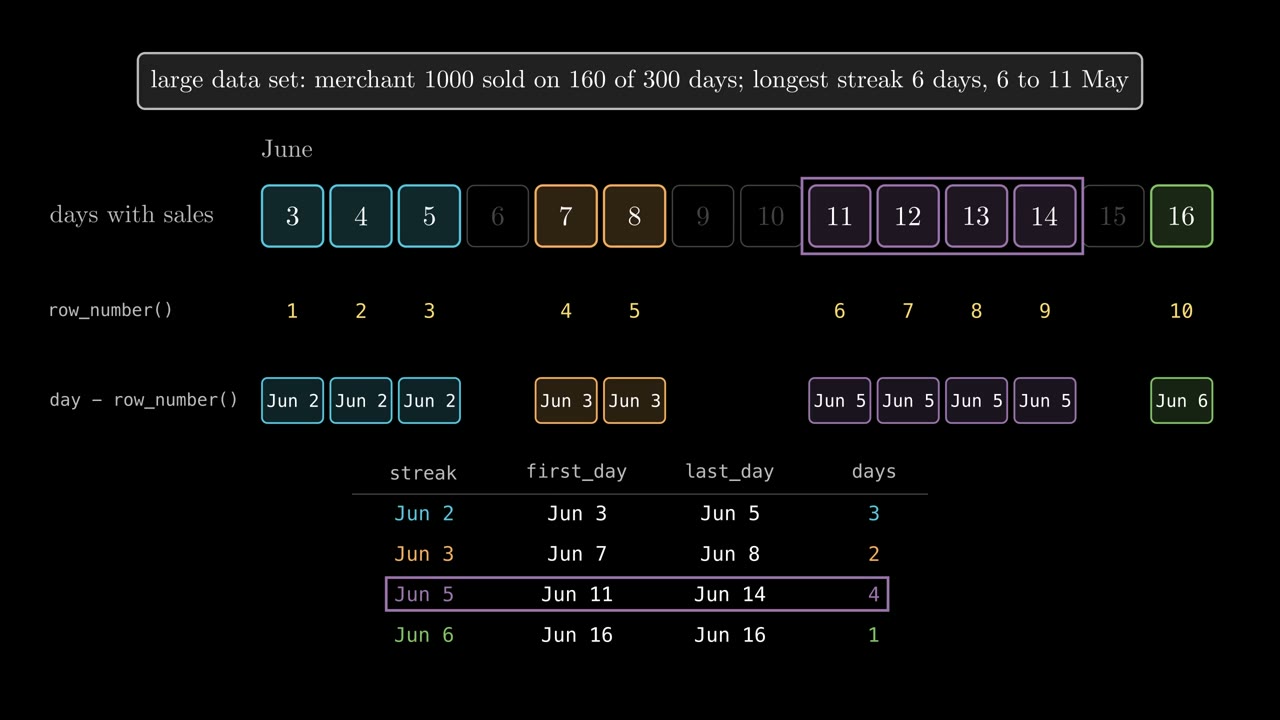 large data set: merchant 1000 sold on 160 of 300 days; longest streak 6 days, 6 to 11 May
June
days with sales 3 4 5 6 7 8 9 10 11 12 13 14 15 16
row_number() 1 2 3 4 5 6 7 8 9 10
day - row_number() Jun 2 Jun 2 Jun 2 Jun 3 Jun 3 Jun 5 Jun 5 Jun 5 Jun 5 Jun 6
streak first_day last_day days
Jun 2 Jun 3 Jun 5 3
Jun 3 Jun 7 Jun 8 2
Jun 5 Jun 11 Jun 14 4
Jun 6 Jun 16 Jun 16 1